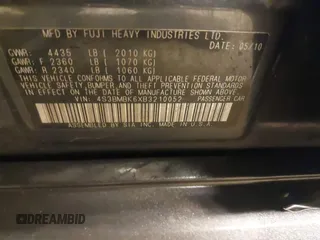 MFD BY FUJI HEAVY INDUSTRIES LTD.
DATE 05/10
GVWR: 4435 LB ( 2010 KG)
GAWR: F 2360 LB ( 1070 KG)
GAWR: R 2340 LB ( 1060 KG)
THIS VEHICLE CONFORMS TO ALL APPLICABLE FEDERAL MOTOR
VEHICLE SAFETY, BUMPER, AND THEFT PREVENTION STANDARDS
IN EFFECT ON THE DATE OF MANUFACTURE SHOWN ABOVE.
VIN: 4S3BMBK6XB3210052 PASSENGER CAR
ASSEMBLED BY SIA, INC. MADE IN U.S.A.
DREAMBID